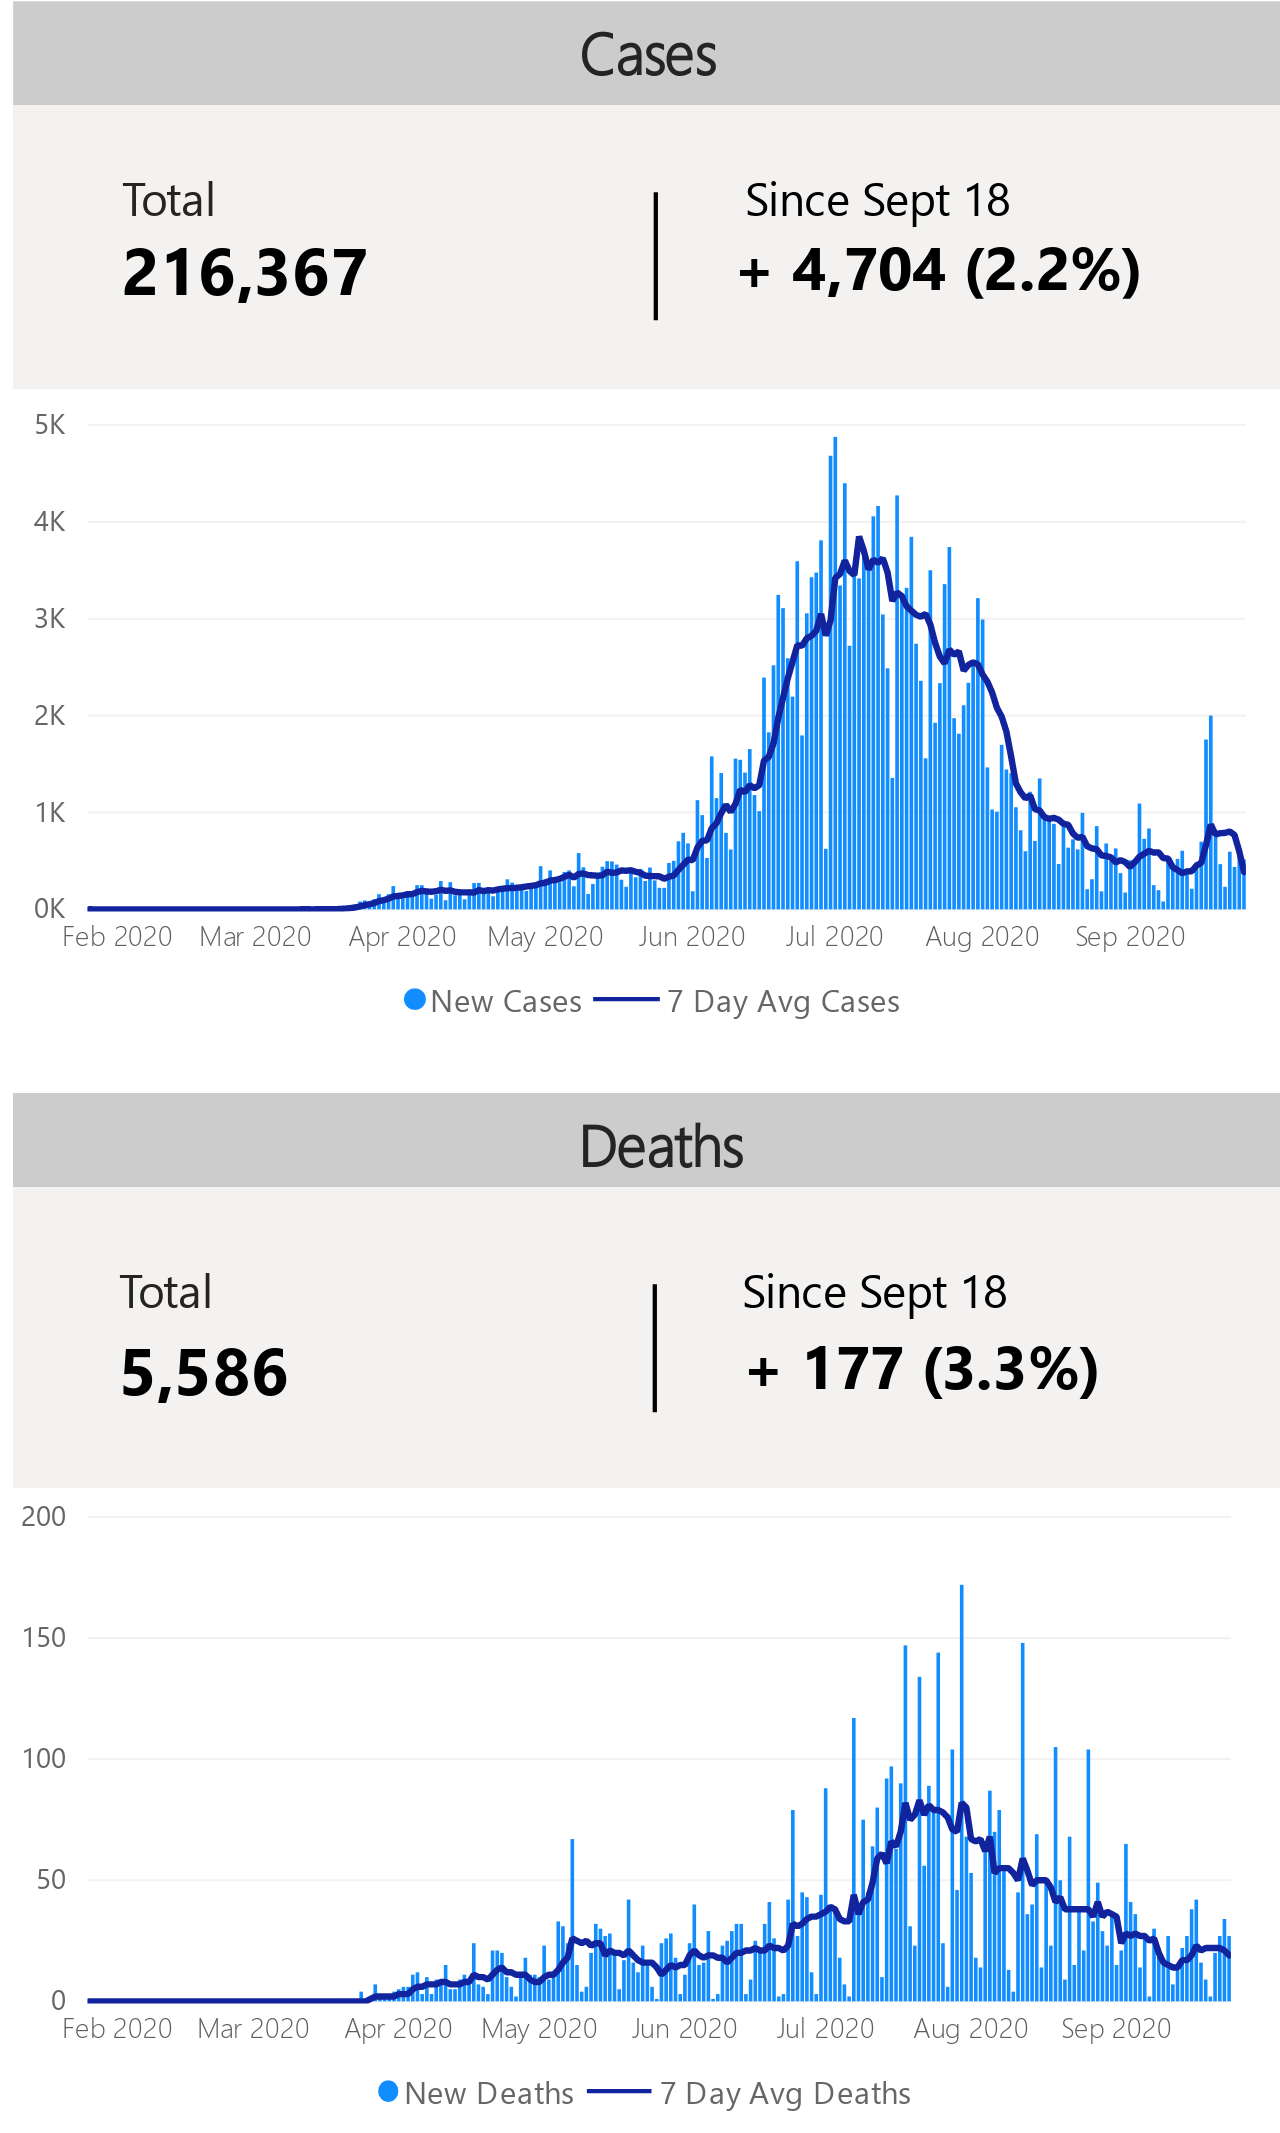 Cases
Total
Since Sept 18
216,367
+ 4,704 (2.2%)
5K
4K
3K
2K
1K
0K
Feb 2020 Mar 2020 Apr 2020 May 2020 Jun 2020 Jul 2020 Aug 2020 Sep 2020
New Cases 7 Day Avg Cases
Deaths
Total
Since Sept 18
5,586
+ 177 (3.3%)
200
150
100
50
0
Feb 2020 Mar 2020 Apr 2020 May 2020 Jun 2020 Jul 2020 Aug 2020 Sep 2020
New Deaths 7 Day Avg Deaths